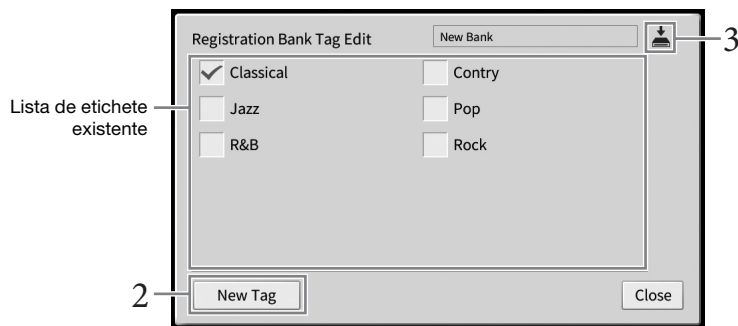 Registration Bank Tag Edit
New Bank
3
Classical
Contry
Lista de etichete
existente
Jazz
Pop
R&B
Rock
2
New Tag
Close